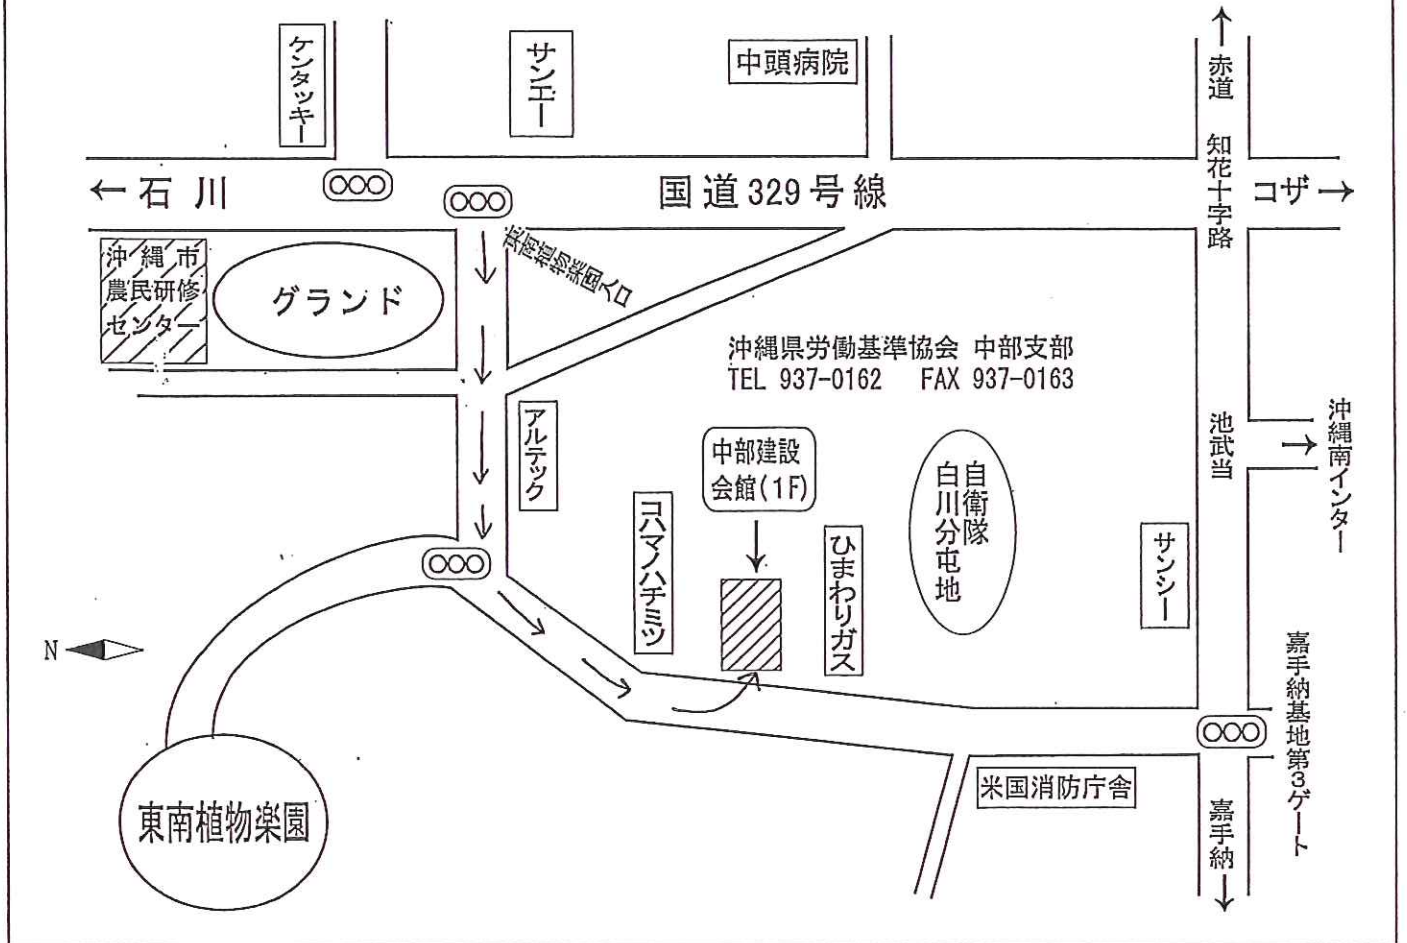 ケンタッキー
サンエー
中頭病院
↑赤道
知花十字路
←石川
国道329号線
コザ→
沖縄市
農民研修
センター
グランド
東南植物楽園入口
沖縄県労働基準協会 中部支部
TEL 937-0162 FAX 937-0163
アルテック
中部建設
会館(1F)
コハマノハチミツ
ひまわりガス
自衛隊
白川分屯地
池武当
→
沖縄南インター
サンシー
N
嘉手納基地第3ゲート
東南植物楽園
米国消防庁舎
嘉手納↓